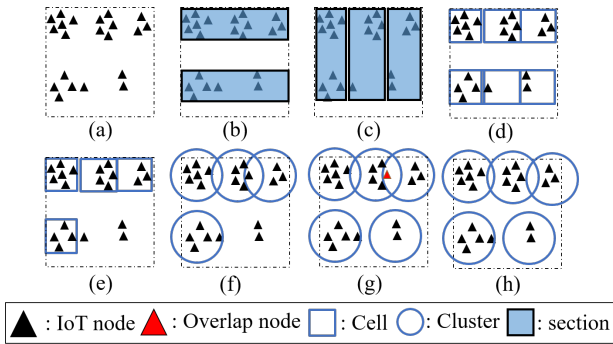 (a) (b) (c) (d)
(e) (f) (g) (h)
: IoT node : Overlap node : Cell : Cluster : section